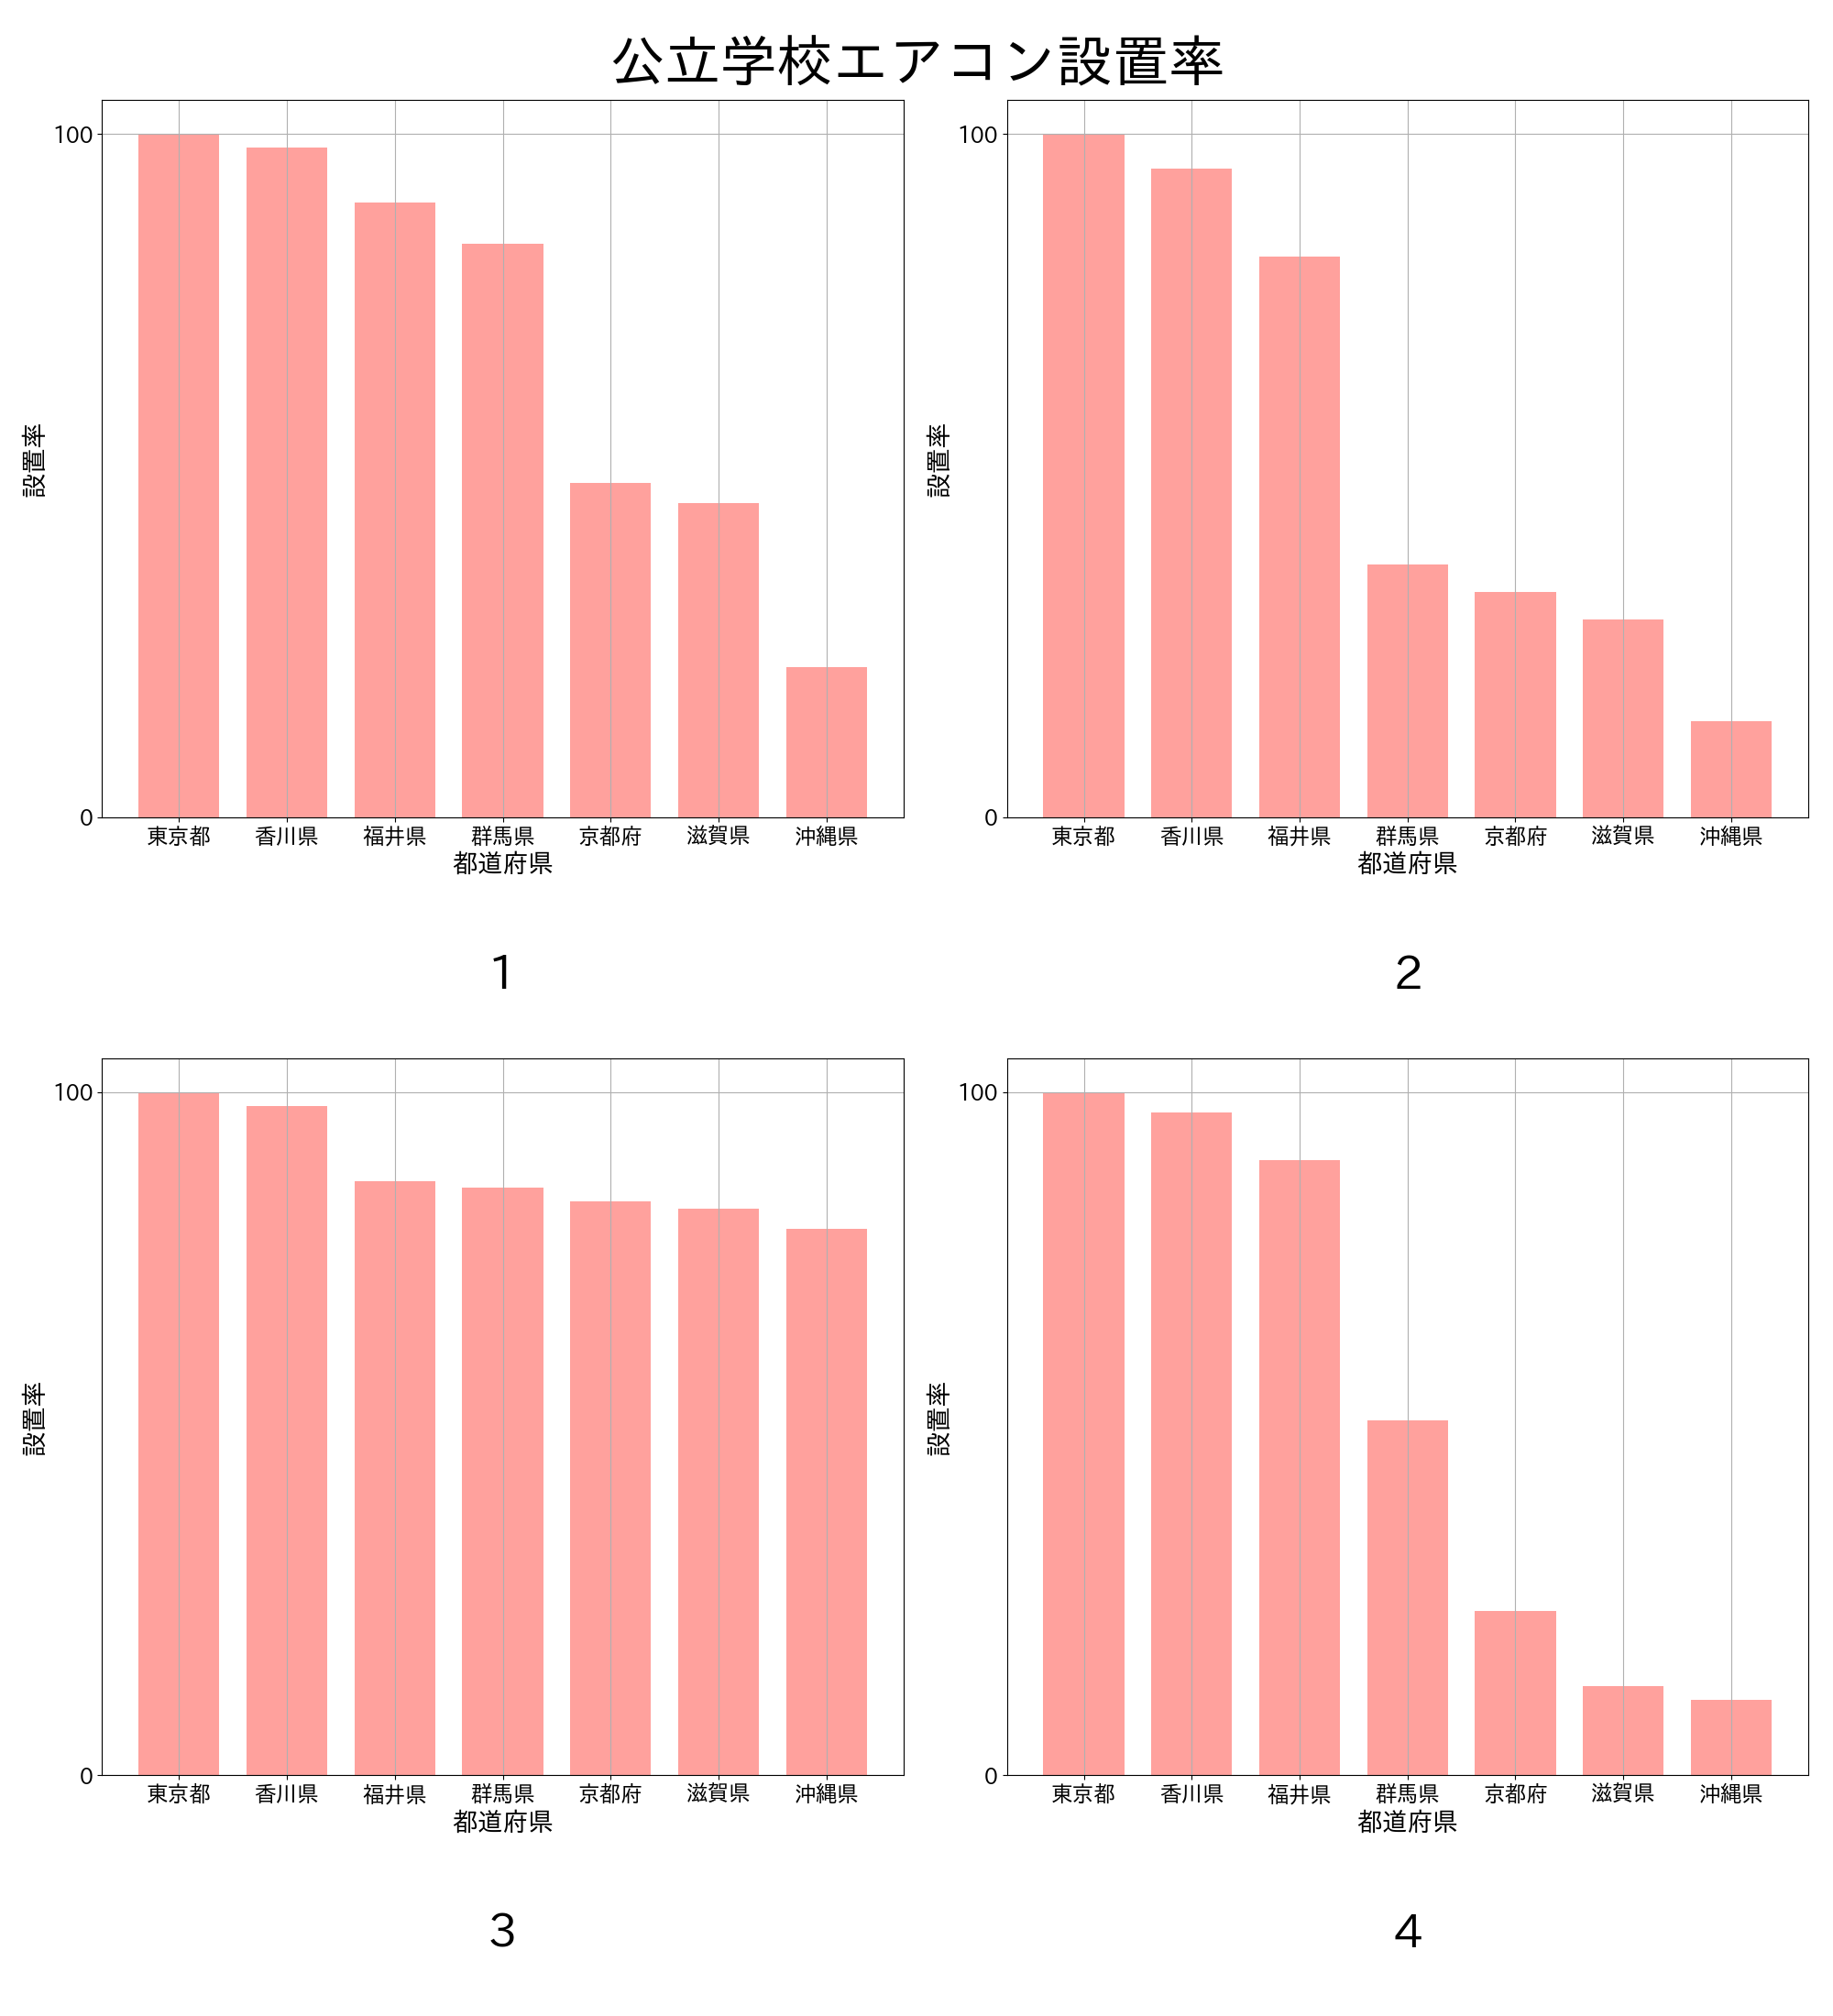 公立学校エアコン設置率
100
0
設置率
東京都 香川県 福井県 群馬県 京都府 滋賀県 沖縄県
都道府県
1
100
0
設置率
東京都 香川県 福井県 群馬県 京都府 滋賀県 沖縄県
都道府県
2
100
0
設置率
東京都 香川県 福井県 群馬県 京都府 滋賀県 沖縄県
都道府県
3
100
0
設置率
東京都 香川県 福井県 群馬県 京都府 滋賀県 沖縄県
都道府県
4